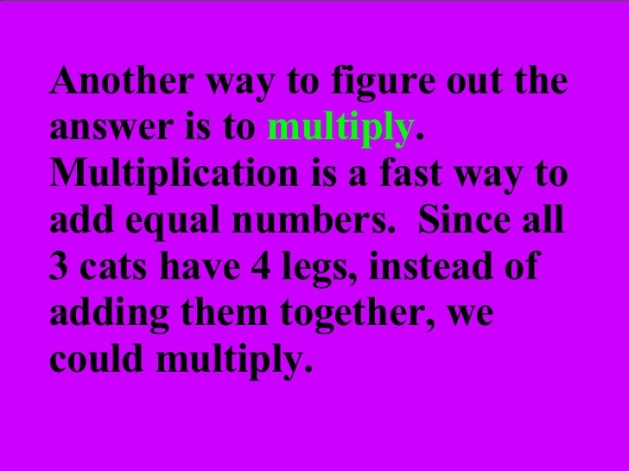 Another way to figure out the
answer is to multiply.
Multiplication is a fast way to
add equal numbers.  Since all
3 cats have 4 legs, instead of
adding them together, we
could multiply.